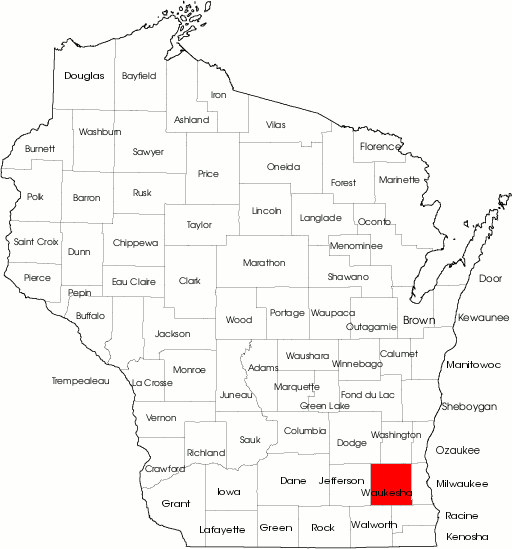 Douglas
Bayfield
Iron
Ashland
Vilas
Washburn
Burnett
Sawyer
Florence
Oneida
Price
Forest
Marinette
Polk
Barron
Rusk
Lincoln
Langlade
Oconto
Taylor
Saint Croix
Dunn
Chippewa
Menominee
Marathon
Pierce
Eau Claire
Clark
Shawano
Door
Pepin
Buffalo
Wood
Portage
Waupaca
Outagamie
Brown
Kewaunee
Jackson
Waushara
Winnebago
Calumet
Manitowoc
Trempealeau
La Crosse
Monroe
Adams
Marquette
Juneau
Green Lake
Fond du Lac
Sheboygan
Vernon
Sauk
Columbia
Dodge
Washington
Ozaukee
Richland
Crawford
Dane
Jefferson
Waukesha
Milwaukee
Grant
Iowa
Lafayette
Green
Rock
Walworth
Racine
Kenosha